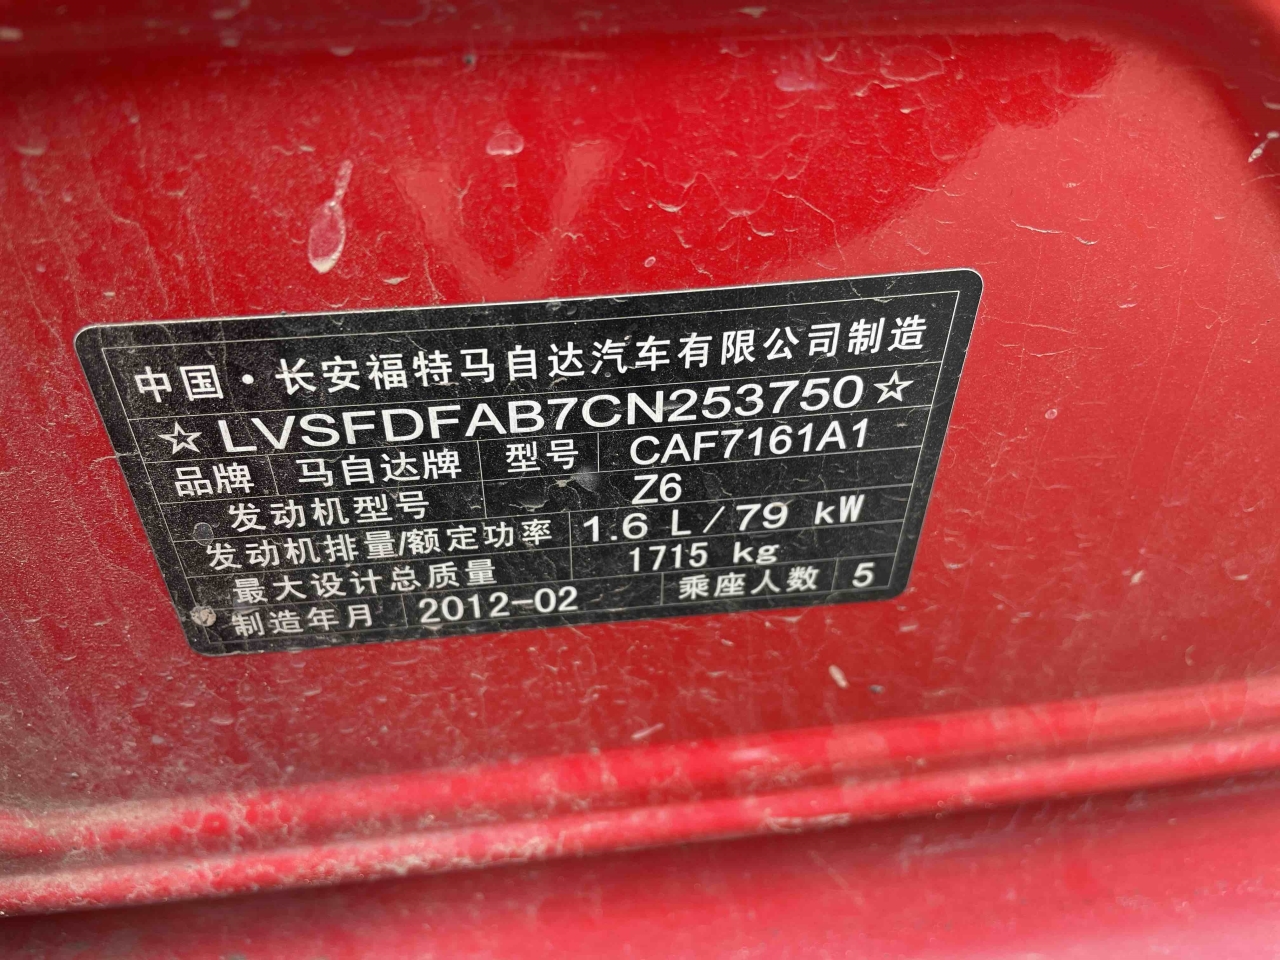 中国·长安福特马自达汽车有限公司制造
☆LVSFDFAB7CN253750☆
品牌 马自达牌 型号 CAF7161A1
发动机型号 Z6
发动机排量/额定功率 1.6 L/79 kW
最大设计总质量 1715 kg
制造年月 2012-02 乘座人数 5